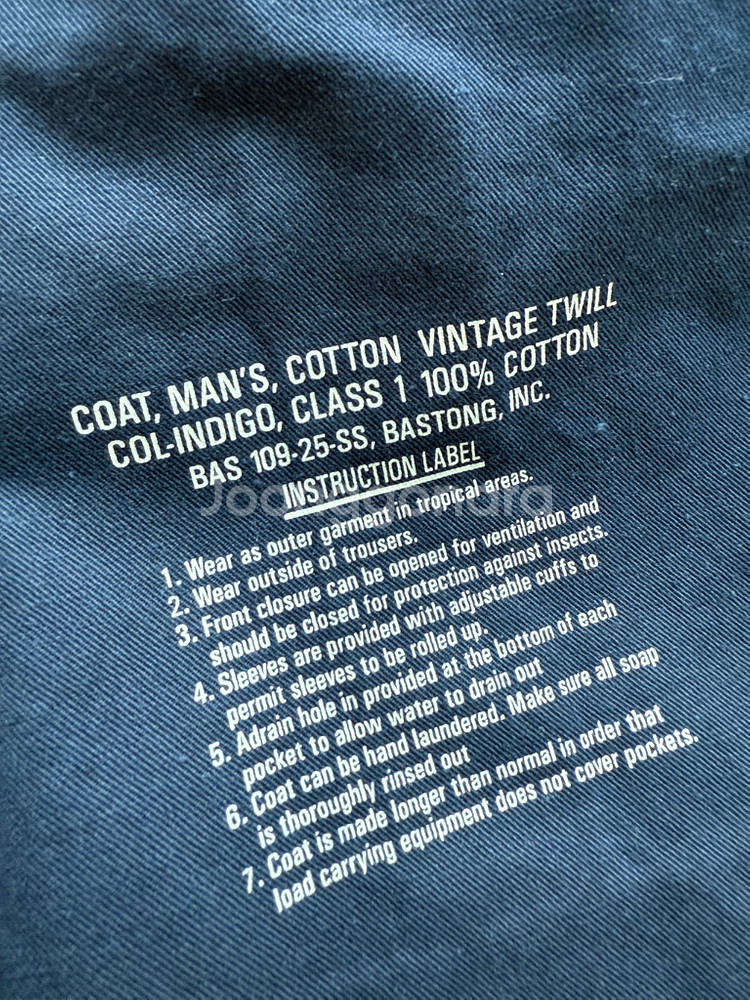 COAT, MAN'S, COTTON VINTAGE TWILL
COL-INDIGO, CLASS 1 100% COTTON
BAS 109-25-SS, BASTONG, INC.
INSTRUCTION LABEL
1. Wear as outer garment in tropical areas.
2. Wear outside of trousers.
3. Front closure can be opened for ventilation and
should be closed for protection against insects.
4. Sleeves are provided with adjustable cuffs to
permit sleeves to be rolled up.
5. Adrain hole in provided at the bottom of each
pocket to allow water to drain out
6. Coat can be hand laundered. Make sure all soap
is thoroughly rinsed out
7. Coat is made longer than normal in order that
load carrying equipment does not cover pockets.
Joonggonara